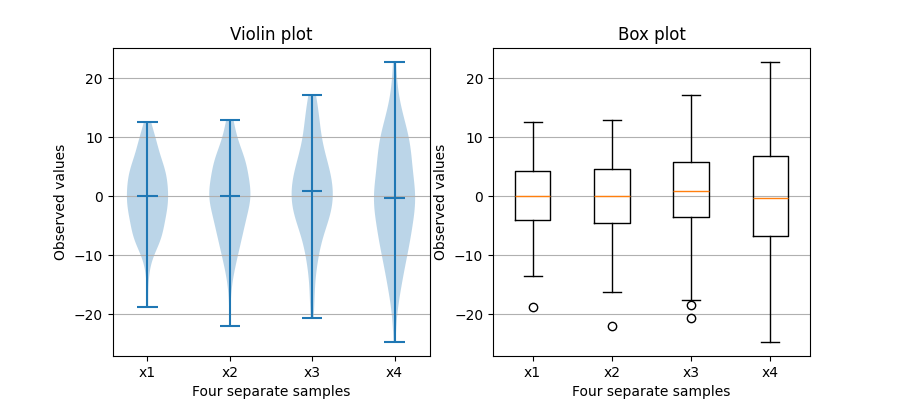 Violin plot
20
10
0
−10
−20
Observed values
x1 x2 x3 x4
Four separate samples
Box plot
20
10
0
−10
−20
Observed values
x1 x2 x3 x4
Four separate samples